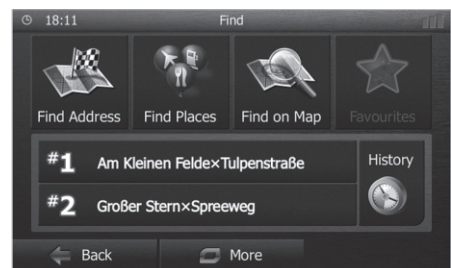 18:11 Find
Find Address Find Places Find on Map Favourites
#1 Am Kleinen Felde×Tulpenstraße History
#2 Großer Stern×Spreeweg
Back More